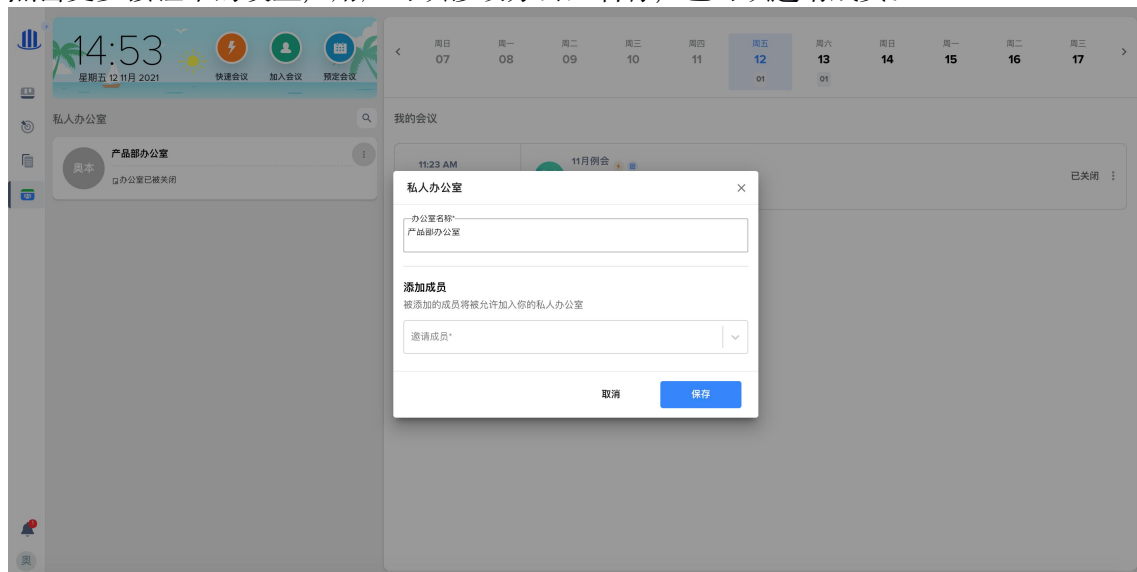 14:53
星期五 12 11月 2021
快速会议
加入会议
预定会议
周日 周一 周二 周三 周四 周五 周六 周日 周一 周二 周三
07 08 09 10 11 12 13 14 15 16 17
01 01
私人办公室
我的会议
奥本
产品部办公室
办公室已被关闭
11:23 AM
11月例会
已关闭
私人办公室
办公室名称*
产品部办公室
添加成员
被添加的成员将被允许加入你的私人办公室
邀请成员*
取消
保存
奥